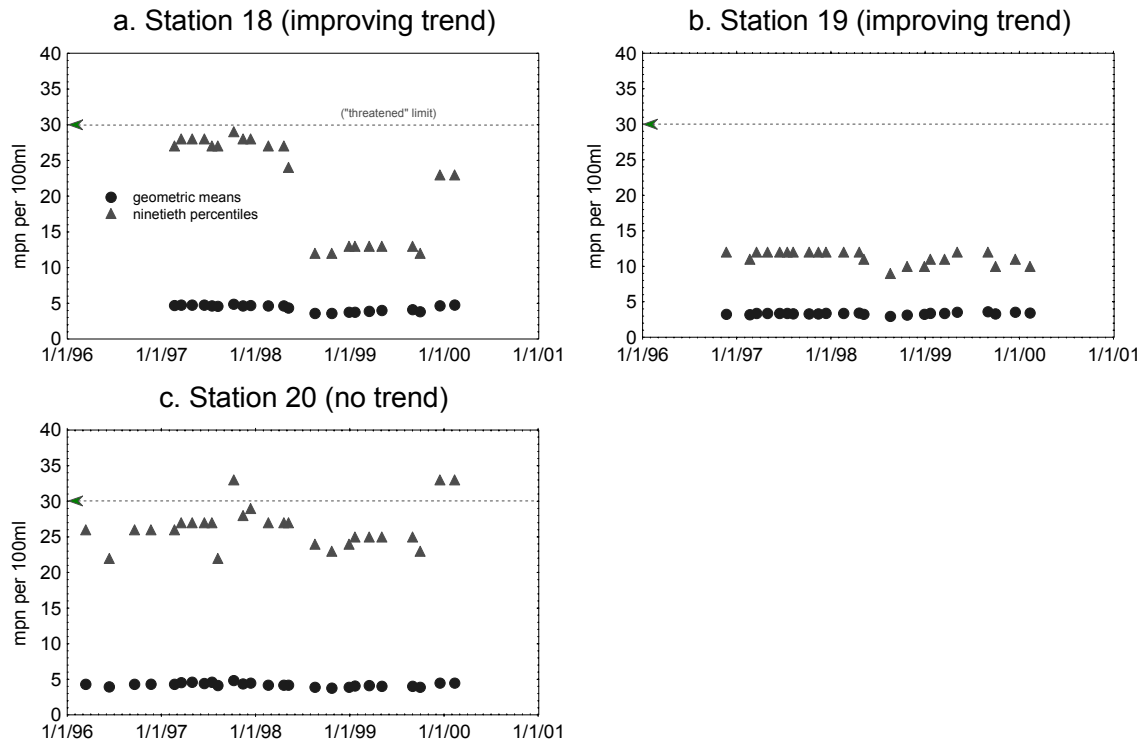 a. Station 18 (improving trend)
40
35
30
25
20
15
10
5
0
mpn per 100ml
("threatened" limit)
geometric means
ninetieth percentiles
1/1/96 1/1/97 1/1/98 1/1/99 1/1/00 1/1/01
b. Station 19 (improving trend)
40
35
30
25
20
15
10
5
0
mpn per 100ml
1/1/96 1/1/97 1/1/98 1/1/99 1/1/00 1/1/01
c. Station 20 (no trend)
40
35
30
25
20
15
10
5
0
mpn per 100ml
1/1/96 1/1/97 1/1/98 1/1/99 1/1/00 1/1/01